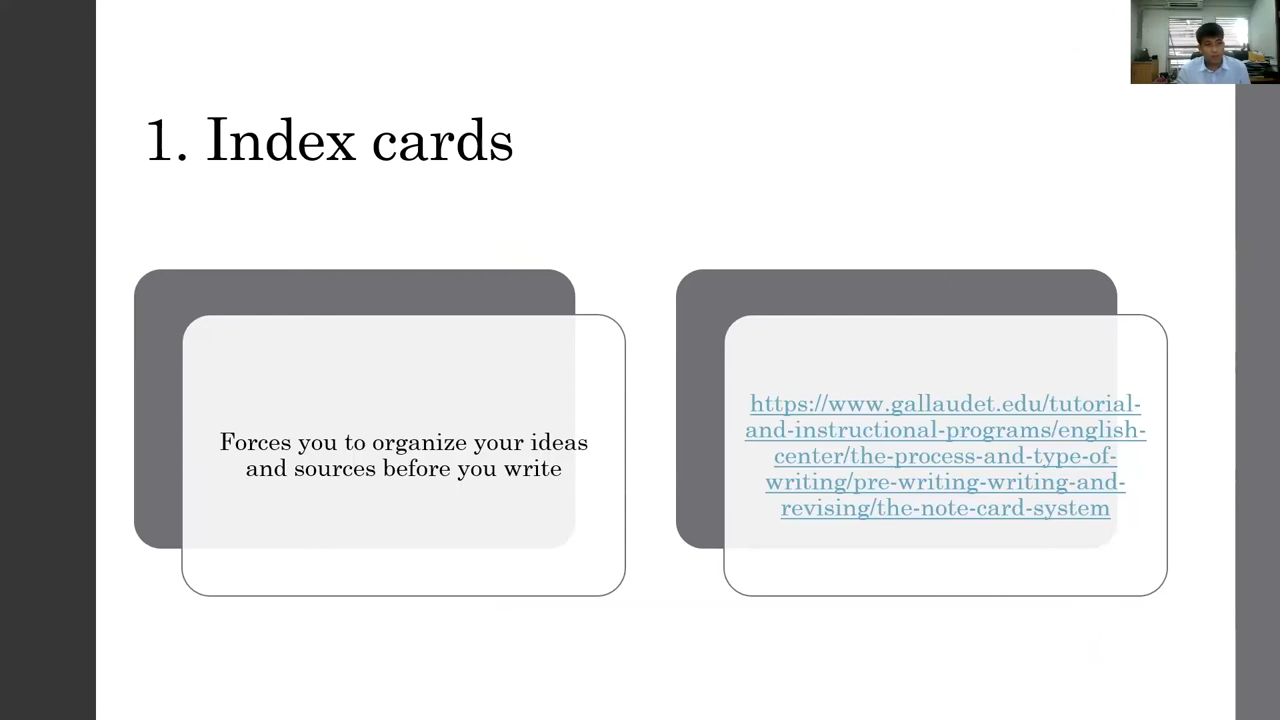 1. Index cards
Forces you to organize your ideas
and sources before you write
https://www.gallaudet.edu/tutorial-
and-instructional-programs/english-
center/the-process-and-type-of-
writing/pre-writing-writing-and-
revising/the-note-card-system